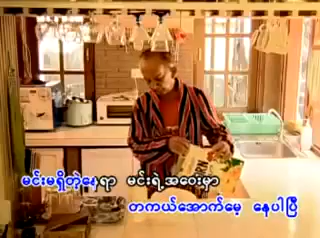 မင်းမရှိတဲ့နေ့ရာ မင်းရဲ့အဝေးမှာ
တကယ်အောက်မေ့ နေပါပြီ